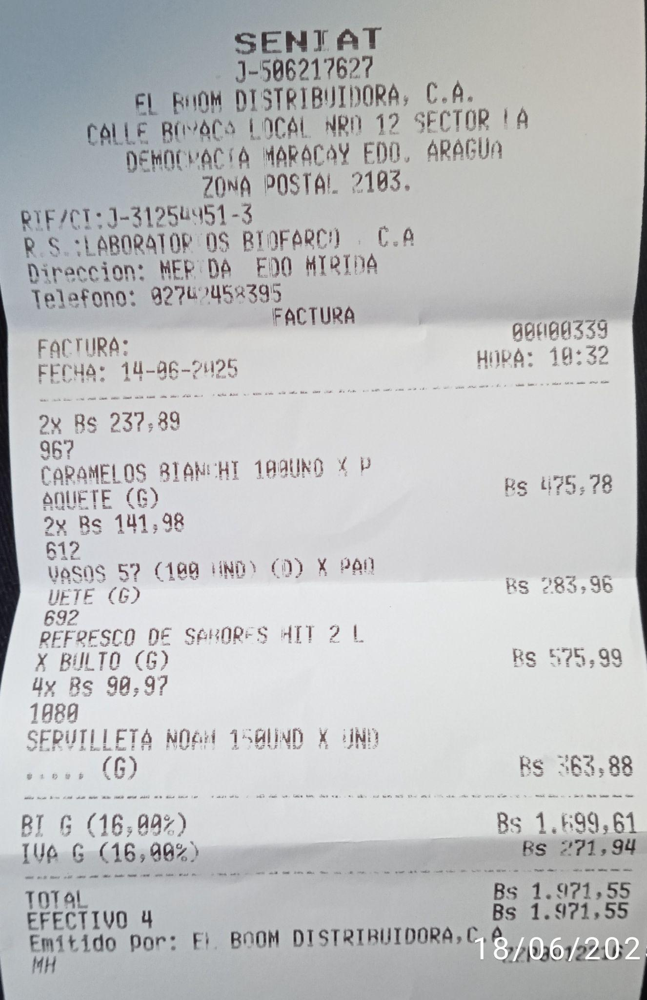 SENIAT
J-506217627
EL BOOM DISTRIBUIDORA, C.A.
CALLE BOYACA LOCAL NRO 12 SECTOR LA
DEMOCRACIA MARACAY EDO. ARAGUA
ZONA POSTAL 2103.
RIF/CI:J-31254951-3
R.S.:LABORATORIOS BIOFARCO , C.A
Direccion: MERIDA EDO MIRIDA
Telefono: 02742458395
FACTURA
FACTURA: 00000339
FECHA: 14-06-2025 HORA: 10:32
2x Bs 237,89
967
CARAMELOS BIANCHI 100UND X P
AQUETE (G) Bs 475,78
2x Bs 141,98
612
VASOS 57 (100 UND) (D) X PAQ
UETE (G) Bs 283,96
692
REFRESCO DE SABORES HIT 2 L
X BULTO (G) Bs 575,99
4x Bs 90,97
1080
SERVILLETA NOAH 150UND X UND
..... (G) Bs 363,88
BI G (16,00%) Bs 1.699,61
IVA G (16,00%) Bs 271,94
TOTAL Bs 1.971,55
EFECTIVO 4 Bs 1.971,55
Emitido por: EL BOOM DISTRIBUIDORA,C.A
MH
18/06/2025